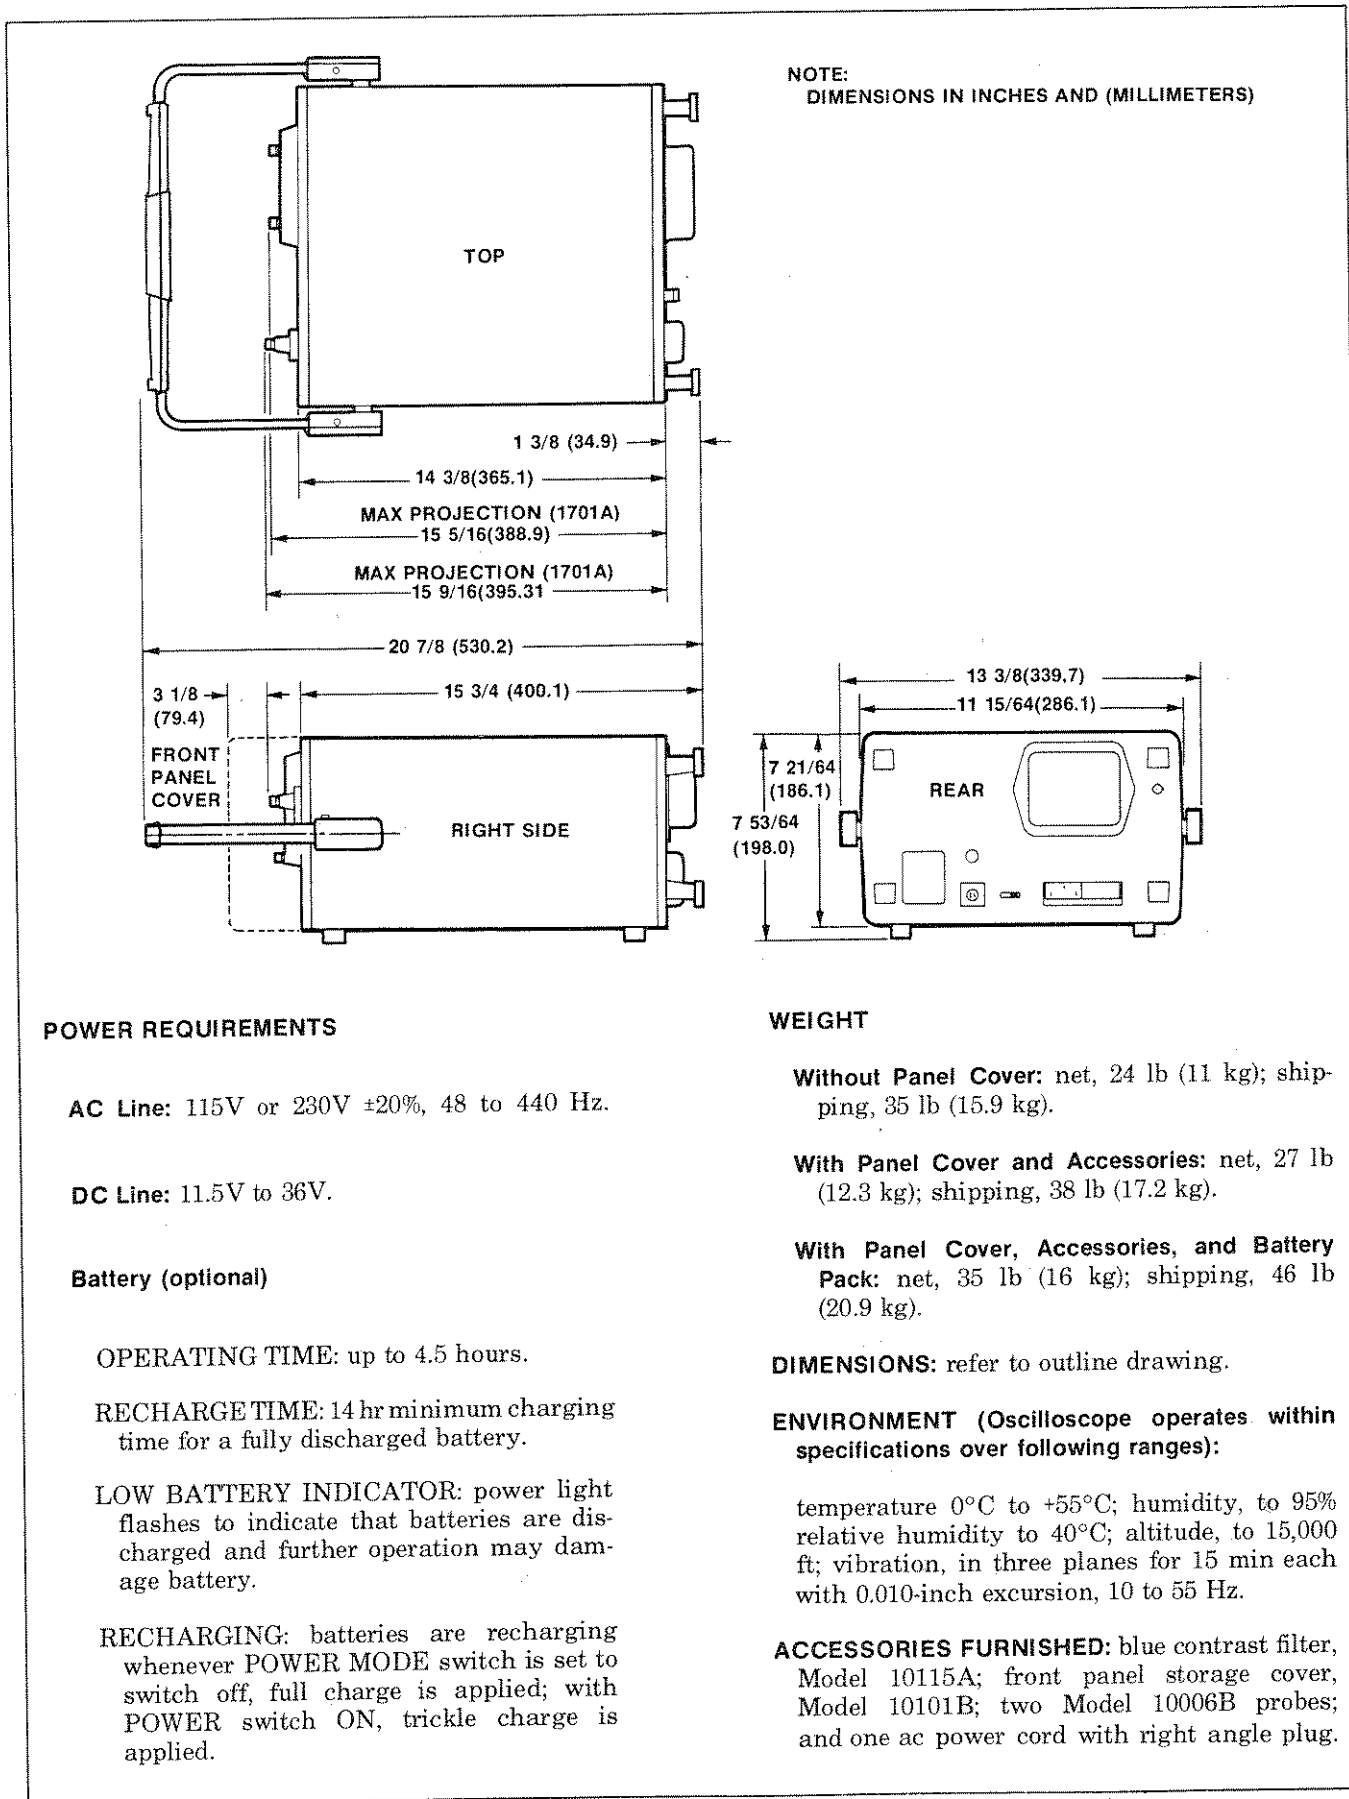 NOTE:
DIMENSIONS IN INCHES AND (MILLIMETERS)
TOP
1 3/8 (34.9)
14 3/8(365.1)
MAX PROJECTION (1701A)
15 5/16(388.9)
MAX PROJECTION (1701A)
15 9/16(395.31
20 7/8 (530.2)
3 1/8
(79.4)
15 3/4 (400.1)
FRONT
PANEL
COVER
RIGHT SIDE
13 3/8(339.7)
11 15/64(286.1)
7 21/64
(186.1)
7 53/64
(198.0)
REAR
POWER REQUIREMENTS
AC Line: 115V or 230V ±20%, 48 to 440 Hz.
DC Line: 11.5V to 36V.
Battery (optional)
OPERATING TIME: up to 4.5 hours.
RECHARGE TIME: 14 hr minimum charging
time for a fully discharged battery.
LOW BATTERY INDICATOR: power light
flashes to indicate that batteries are dis-
charged and further operation may dam-
age battery.
RECHARGING: batteries are recharging
whenever POWER MODE switch is set to
switch off, full charge is applied; with
POWER switch ON, trickle charge is
applied.
WEIGHT
Without Panel Cover: net, 24 lb (11 kg); ship-
ping, 35 lb (15.9 kg).
With Panel Cover and Accessories: net, 27 lb
(12.3 kg); shipping, 38 lb (17.2 kg).
With Panel Cover, Accessories, and Battery
Pack: net, 35 lb (16 kg); shipping, 46 lb
(20.9 kg).
DIMENSIONS: refer to outline drawing.
ENVIRONMENT (Oscilloscope operates within
specifications over following ranges):
temperature 0°C to +55°C; humidity, to 95%
relative humidity to 40°C; altitude, to 15,000
ft; vibration, in three planes for 15 min each
with 0.010-inch excursion, 10 to 55 Hz.
ACCESSORIES FURNISHED: blue contrast filter,
Model 10115A; front panel storage cover,
Model 10101B; two Model 10006B probes;
and one ac power cord with right angle plug.